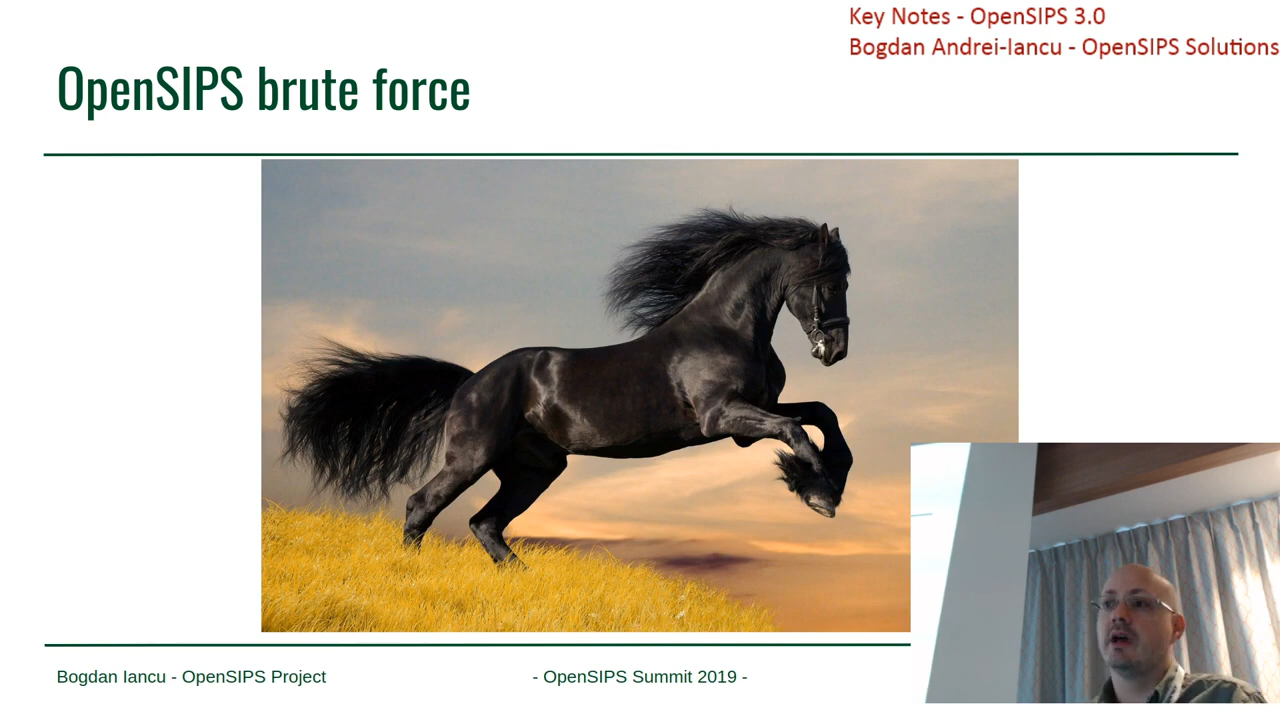 Key Notes - OpenSIPS 3.0
Bogdan Andrei-Iancu - OpenSIPS Solutions
OpenSIPS brute force
Bogdan Iancu - OpenSIPS Project
- OpenSIPS Summit 2019 -